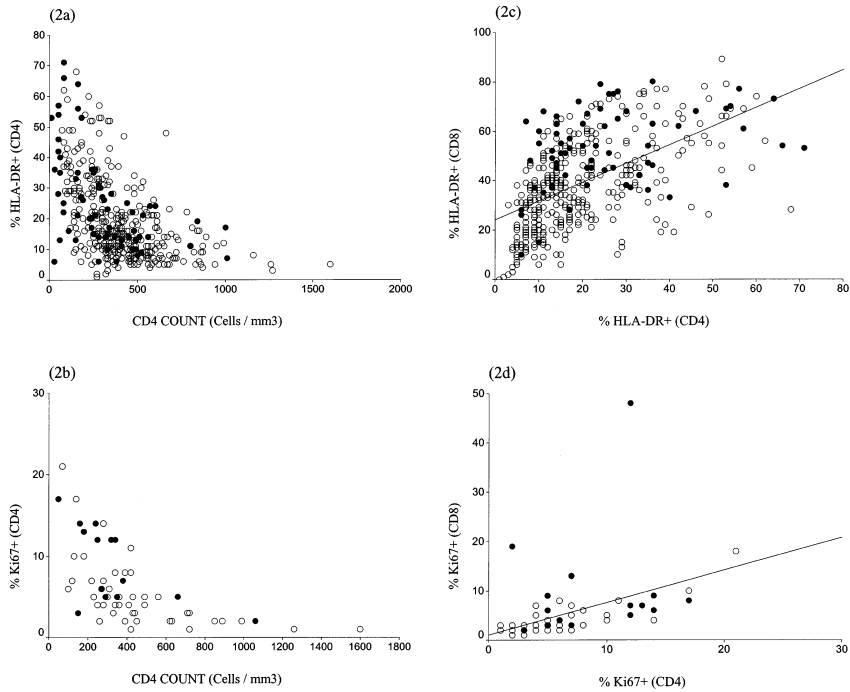 (2a)
80
70
60
50
40
30
20
10
0
% HLA-DR+ (CD4)
0 500 1000 1500 2000
CD4 COUNT (Cells / mm3)
(2c)
100
80
60
40
20
0
% HLA-DR+ (CD8)
0 10 20 30 40 50 60 70 80
% HLA-DR+ (CD4)
(2b)
30
20
10
0
% Ki67+ (CD4)
0 200 400 600 800 1000 1200 1400 1600 1800
CD4 COUNT (Cells / mm3)
(2d)
50
40
30
20
10
0
% Ki67+ (CD8)
0 10 20 30
% Ki67+ (CD4)